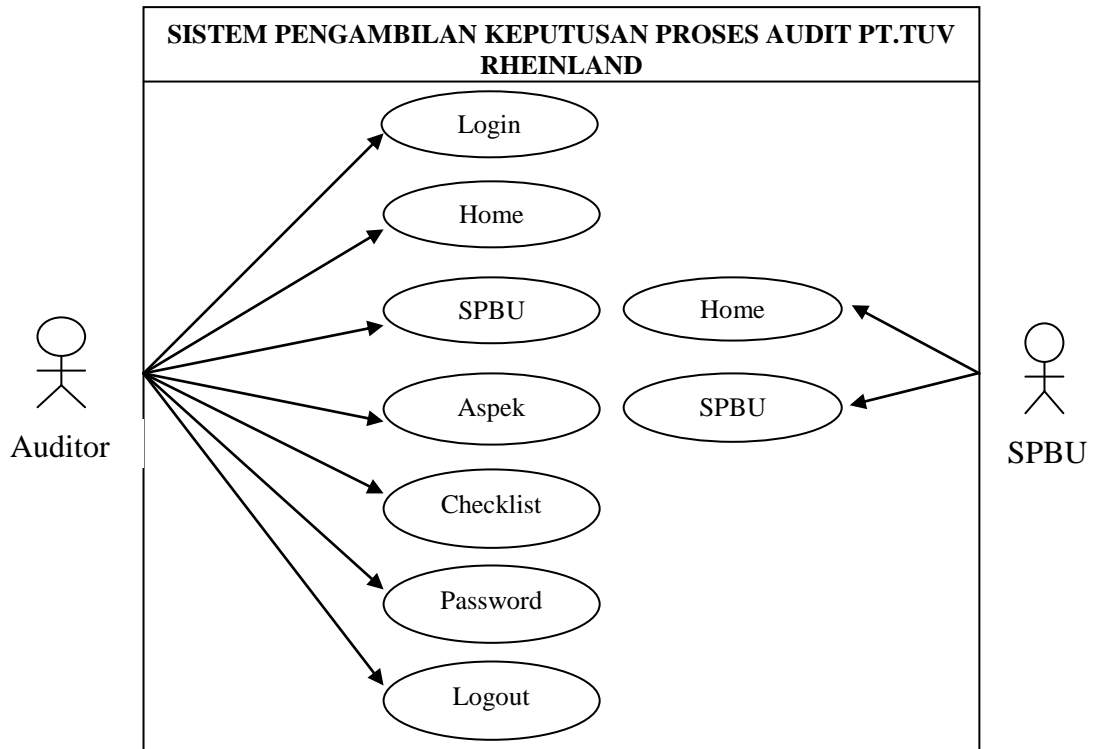 SISTEM PENGAMBILAN KEPUTUSAN PROSES AUDIT PT.TUV
RHEINLAND
Login
Home
SPBU
Home
Aspek
SPBU
Auditor
SPBU
Checklist
Password
Logout